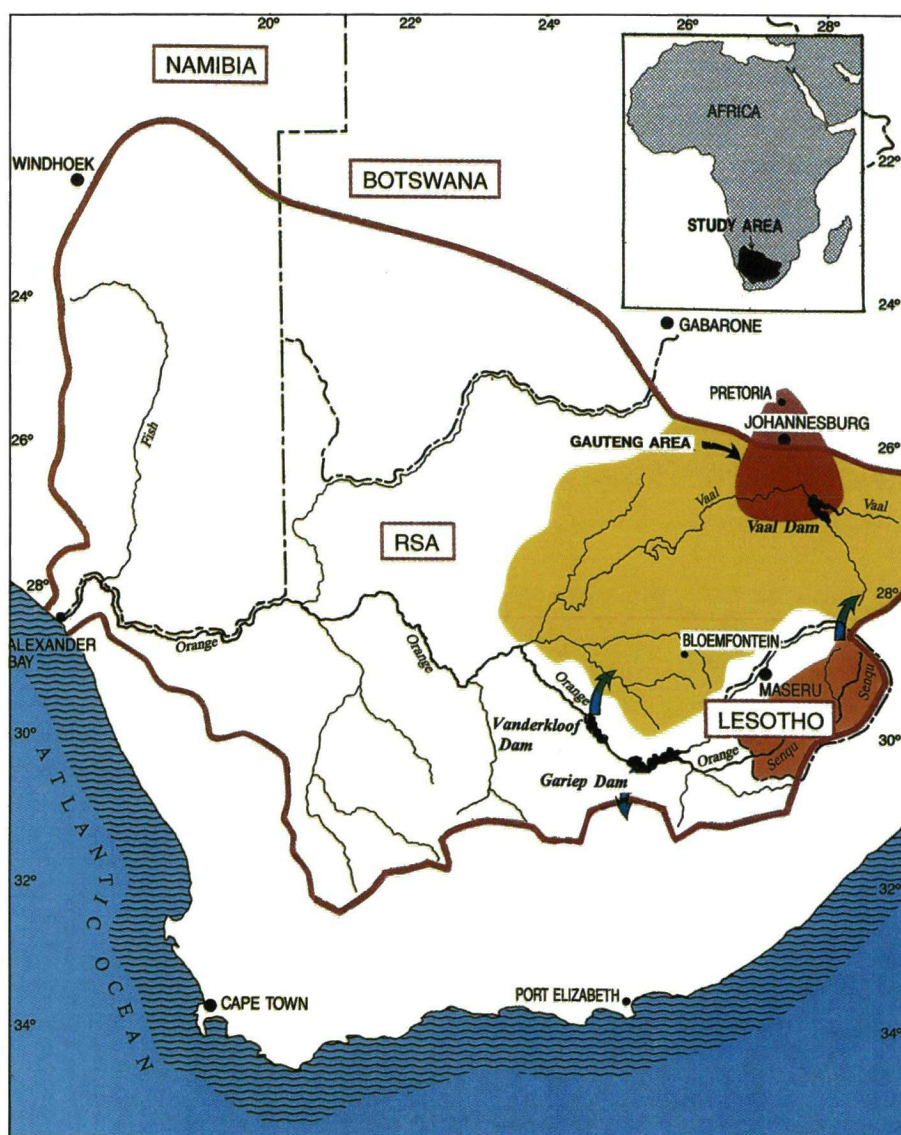 20°
22°
24°
26°
28°
NAMIBIA
AFRICA
WINDHOEK
22°
BOTSWANA
STUDY AREA
24°
24°
GABARONE
PRETORIA
JOHANNESBURG
26°
Fish
GAUTENG AREA
26°
Vaal
Vaal
RSA
Vaal Dam
28°
28°
Orange
ALEXANDER
BAY
Orange
BLOEMFONTEIN
Orange
MASERU
Senqu
30°
Vanderkloof
Dam
LESOTHO
30°
Orange
Senqu
Gariep Dam
ATLANTIC OCEAN
32°
32°
CAPE TOWN
PORT ELIZABETH
34°
34°